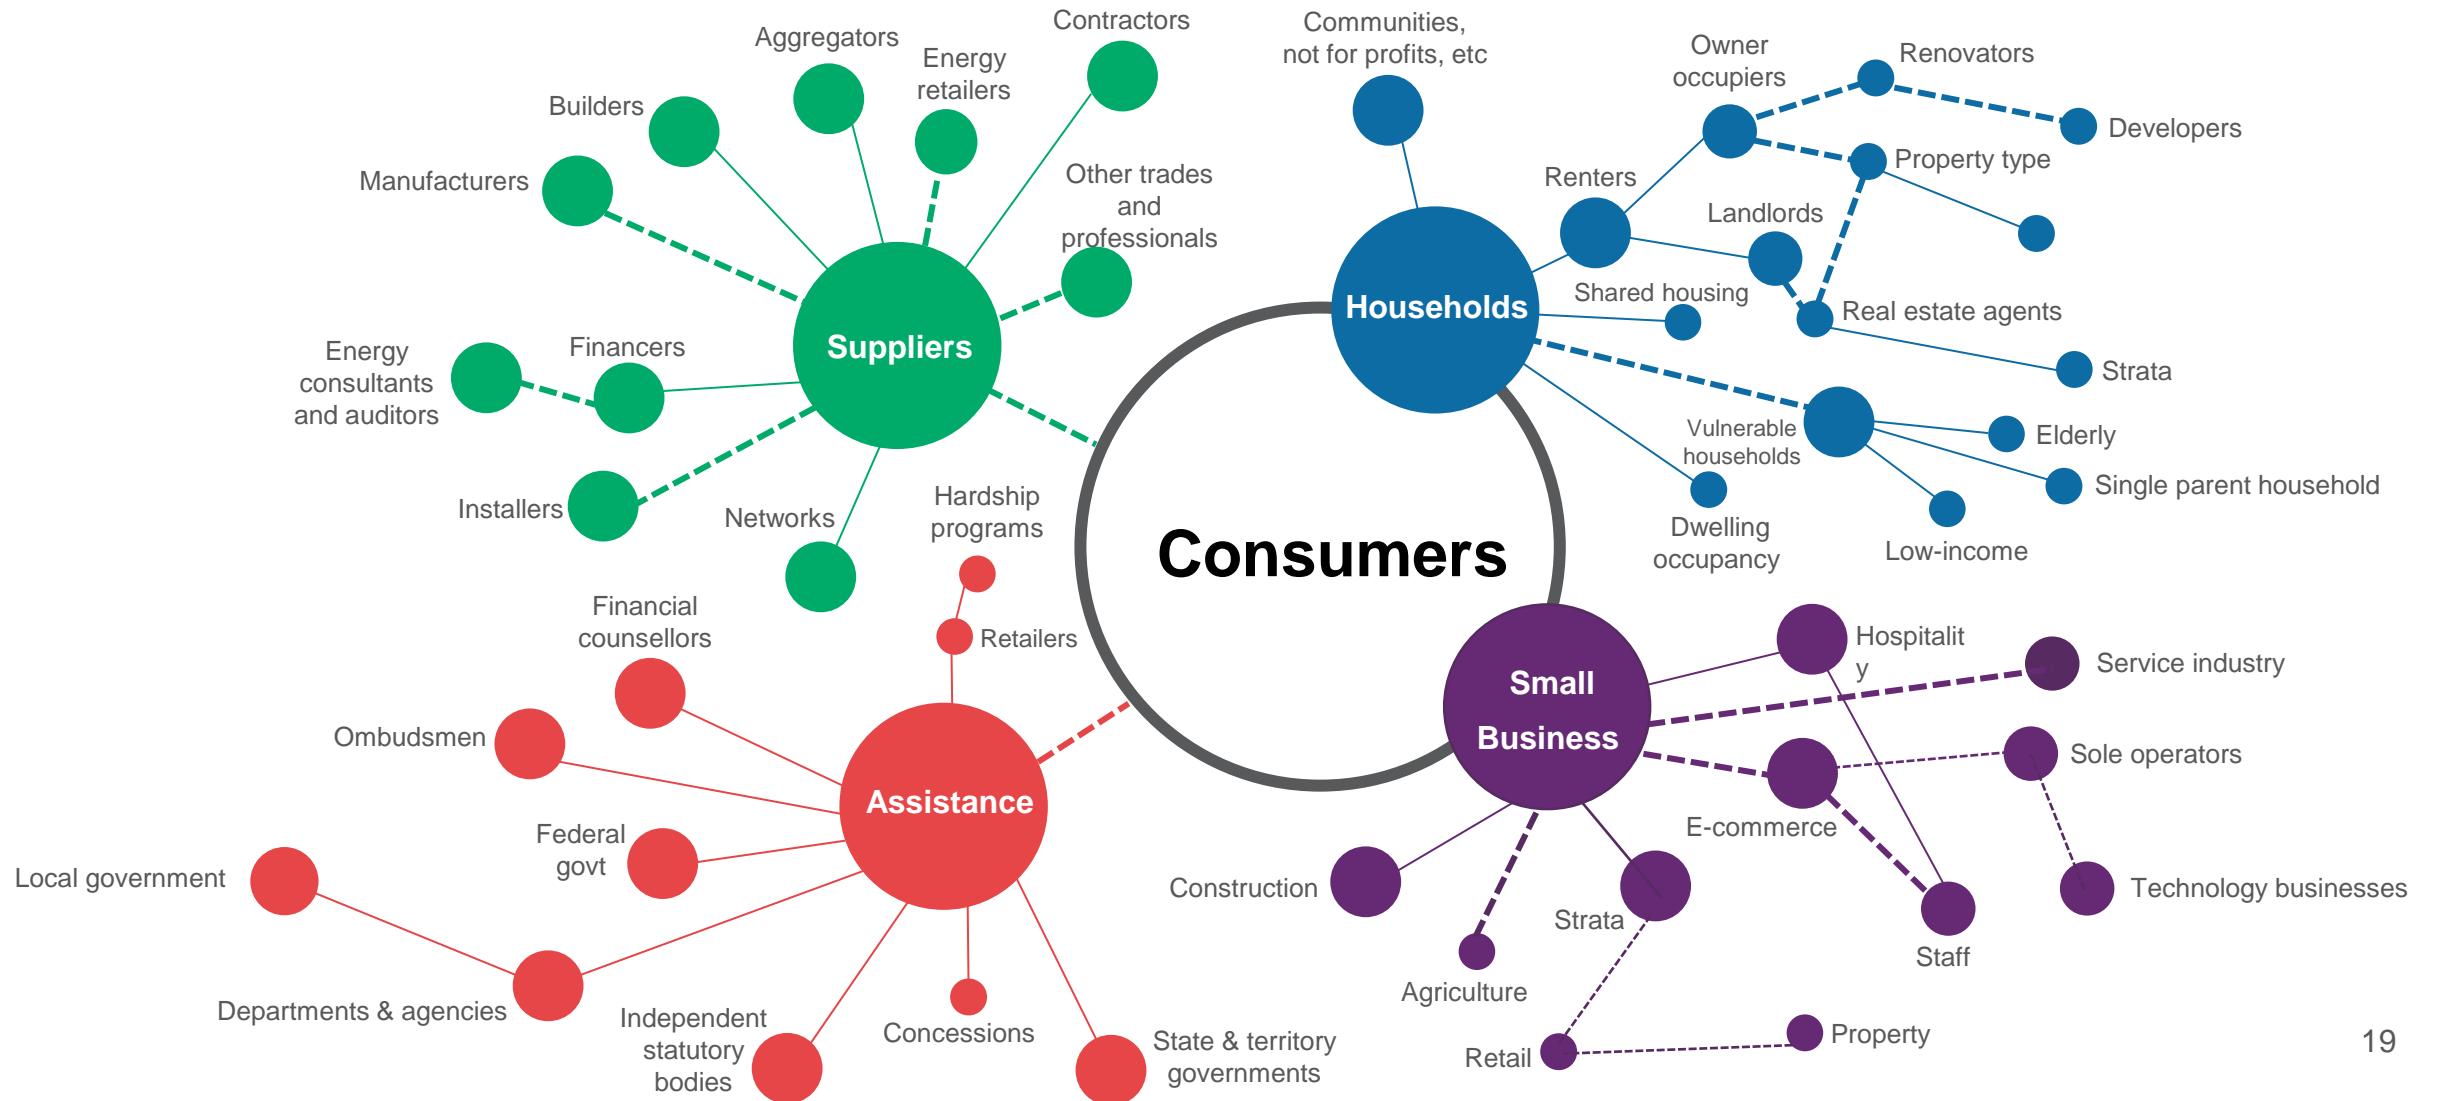 Contractors
Communities,
not for profits, etc
Aggregators
Energy
retailers
Owner
occupiers
Renovators
Builders
Developers
Manufacturers
Other trades
and
professionals
Renters
Property type
Landlords
Shared housing
Households
Real estate agents
Suppliers
Energy
consultants
and auditors
Financers
Strata
Vulnerable
households
Elderly
Single parent household
Installers
Networks
Hardship
programs
Dwelling
occupancy
Low-income
Consumers
Financial
counsellors
Retailers
Hospitalit
y
Service industry
Small
Business
Ombudsmen
Sole operators
Assistance
Federal
govt
E-commerce
Local government
Construction
Technology businesses
Strata
Staff
Departments & agencies
Agriculture
Independent
statutory
bodies
Concessions
State & territory
governments
Retail
Property
19